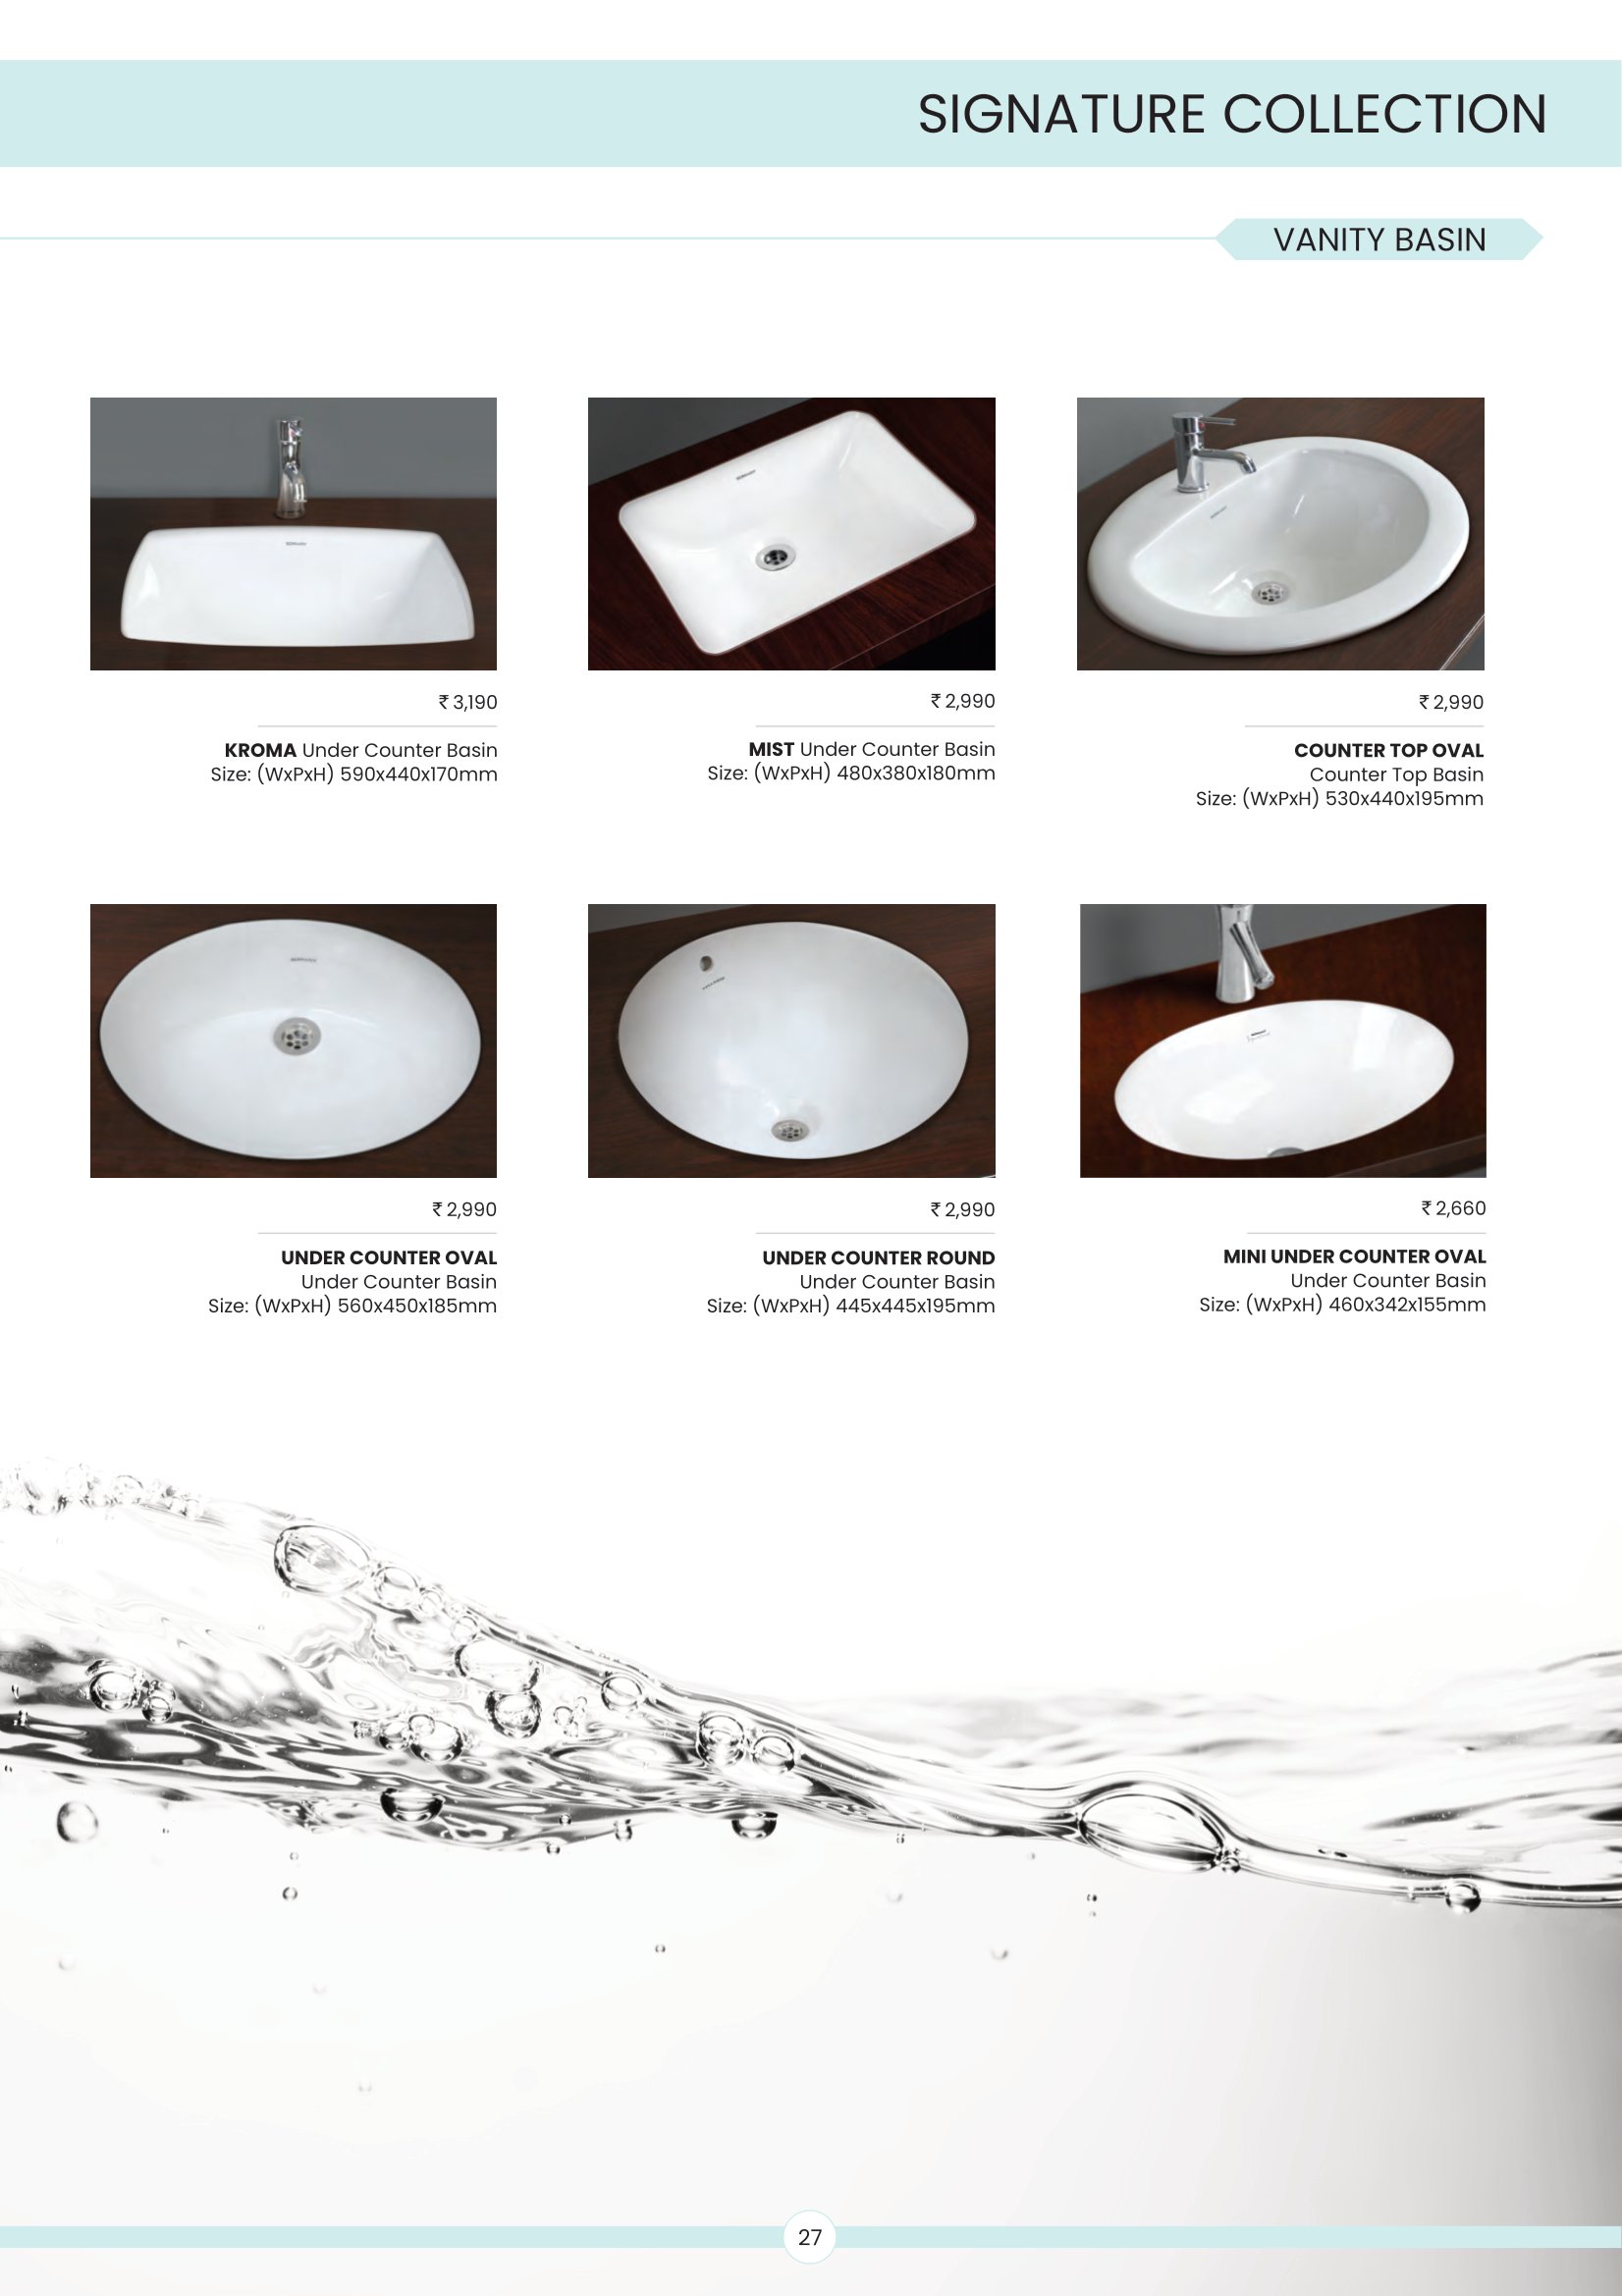 SIGNATURE COLLECTION
VANITY BASIN
₹ 3,190
KROMA Under Counter Basin
Size: (WxPxH) 590x440x170mm
₹ 2,990
MIST Under Counter Basin
Size: (WxPxH) 480x380x180mm
₹ 2,990
COUNTER TOP OVAL
Counter Top Basin
Size: (WxPxH) 530x440x195mm
₹ 2,990
UNDER COUNTER OVAL
Under Counter Basin
Size: (WxPxH) 560x450x185mm
₹ 2,990
UNDER COUNTER ROUND
Under Counter Basin
Size: (WxPxH) 445x445x195mm
₹ 2,660
MINI UNDER COUNTER OVAL
Under Counter Basin
Size: (WxPxH) 460x342x155mm
27